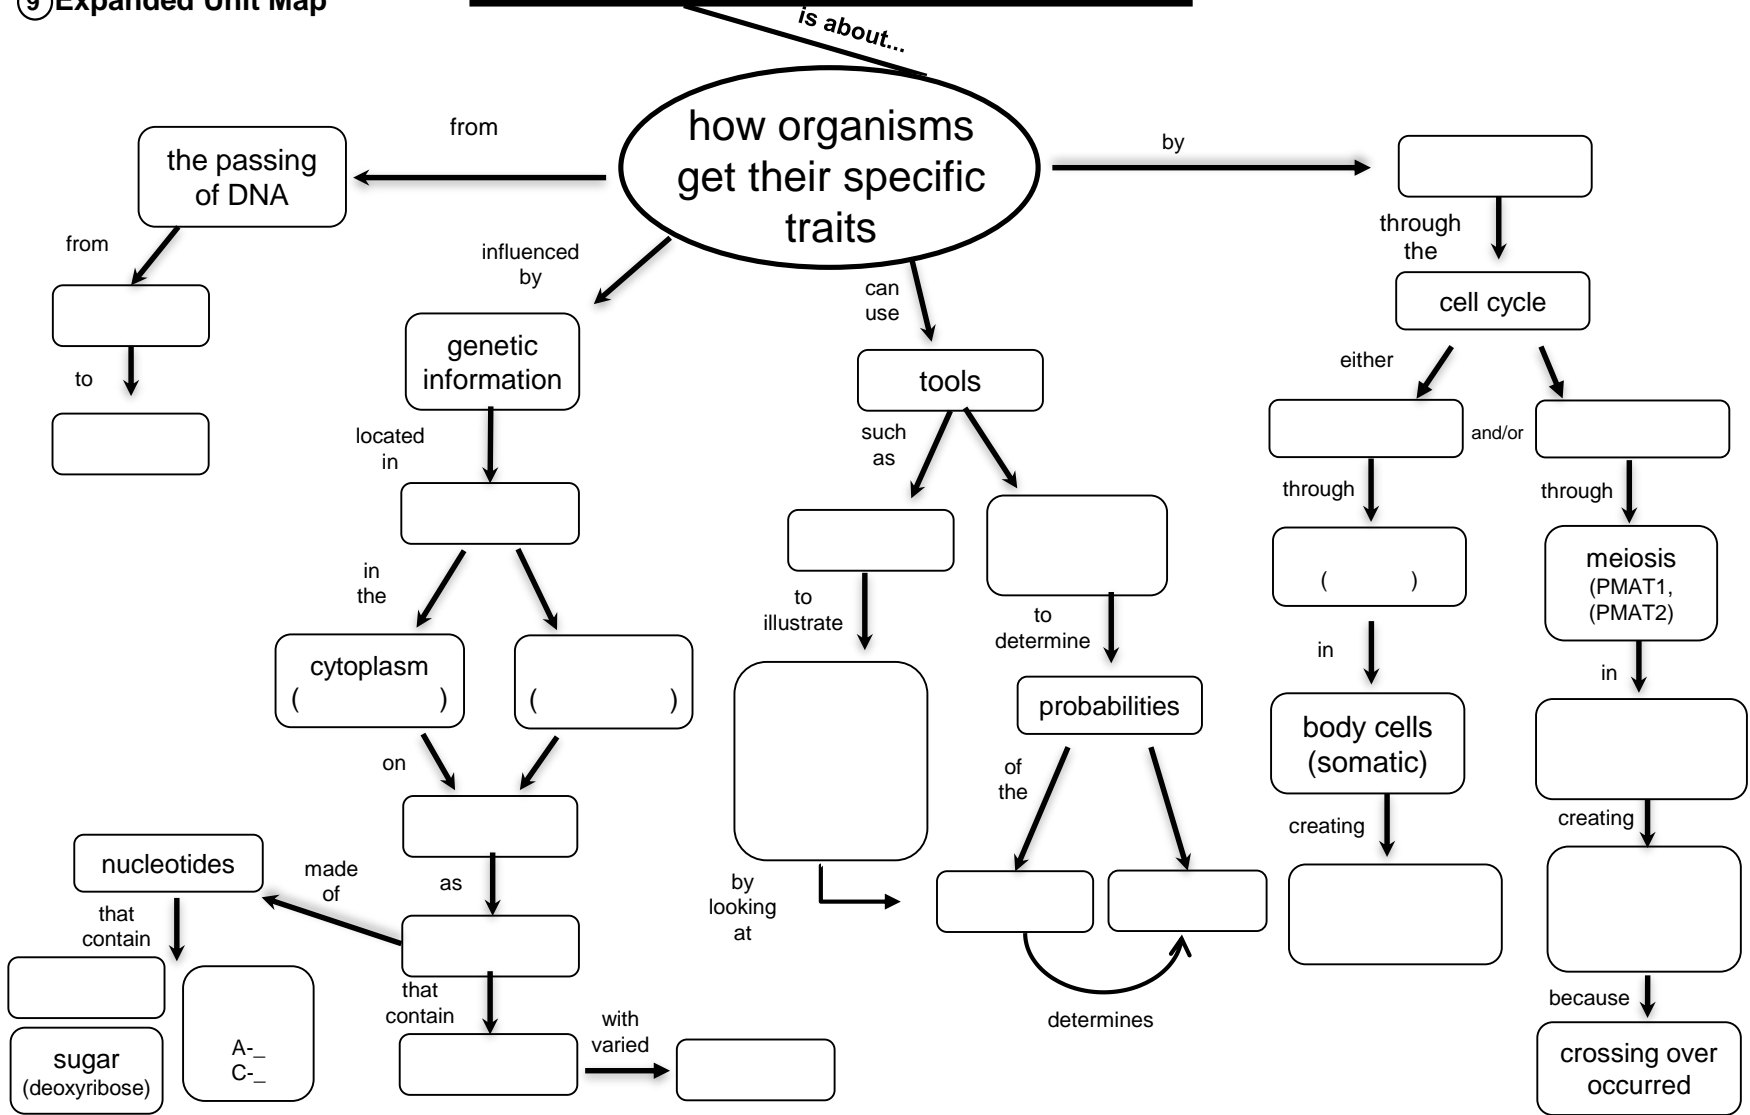 9 Expanded Unit Map
is about...
how organisms
get their specific
traits
from
the passing
of DNA
from
to
influenced
by
genetic
information
located
in
in
the
cytoplasm
( )
( )
on
as
made
of
nucleotides
that
contain
sugar
(deoxyribose)
A-_
C-_
that
contain
with
varied
can
use
tools
such
as
to
illustrate
by
looking
at
to
determine
probabilities
of
the
determines
by
through
the
cell cycle
either
and/or
through
( )
in
body cells
(somatic)
creating
through
meiosis
(PMAT1,
(PMAT2)
in
creating
because
crossing over
occurred